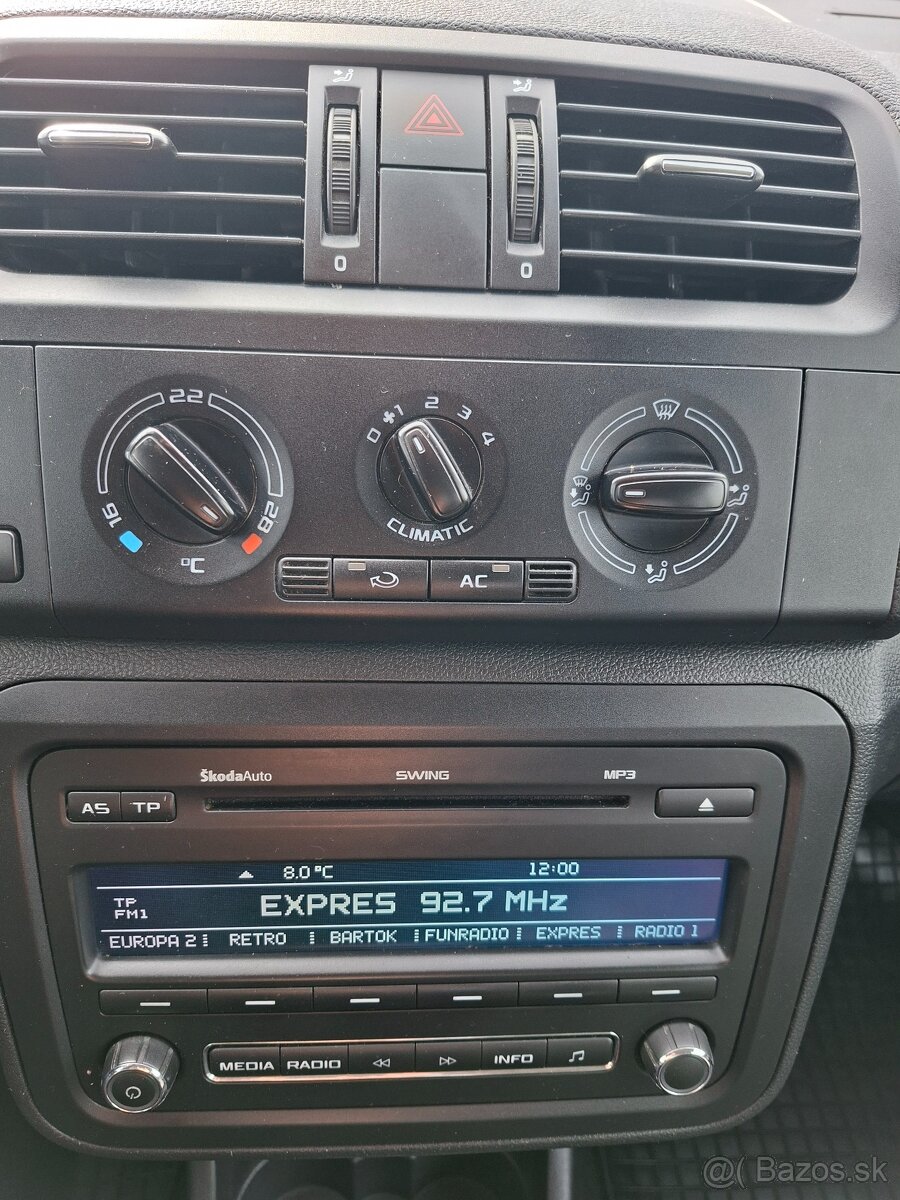 0 0
22
16 28
°C
0 1 2 3 4
CLIMATIC
AC
ŠkodaAuto SWING MP3
AS TP
8.0 °C 12:00
TP
FM1
EXPRES 92.7 MHz
EUROPA 2 RETRO BARTOK FUNRADIO EXPRES RADIO 1
MEDIA RADIO INFO
@( Bazos.sk